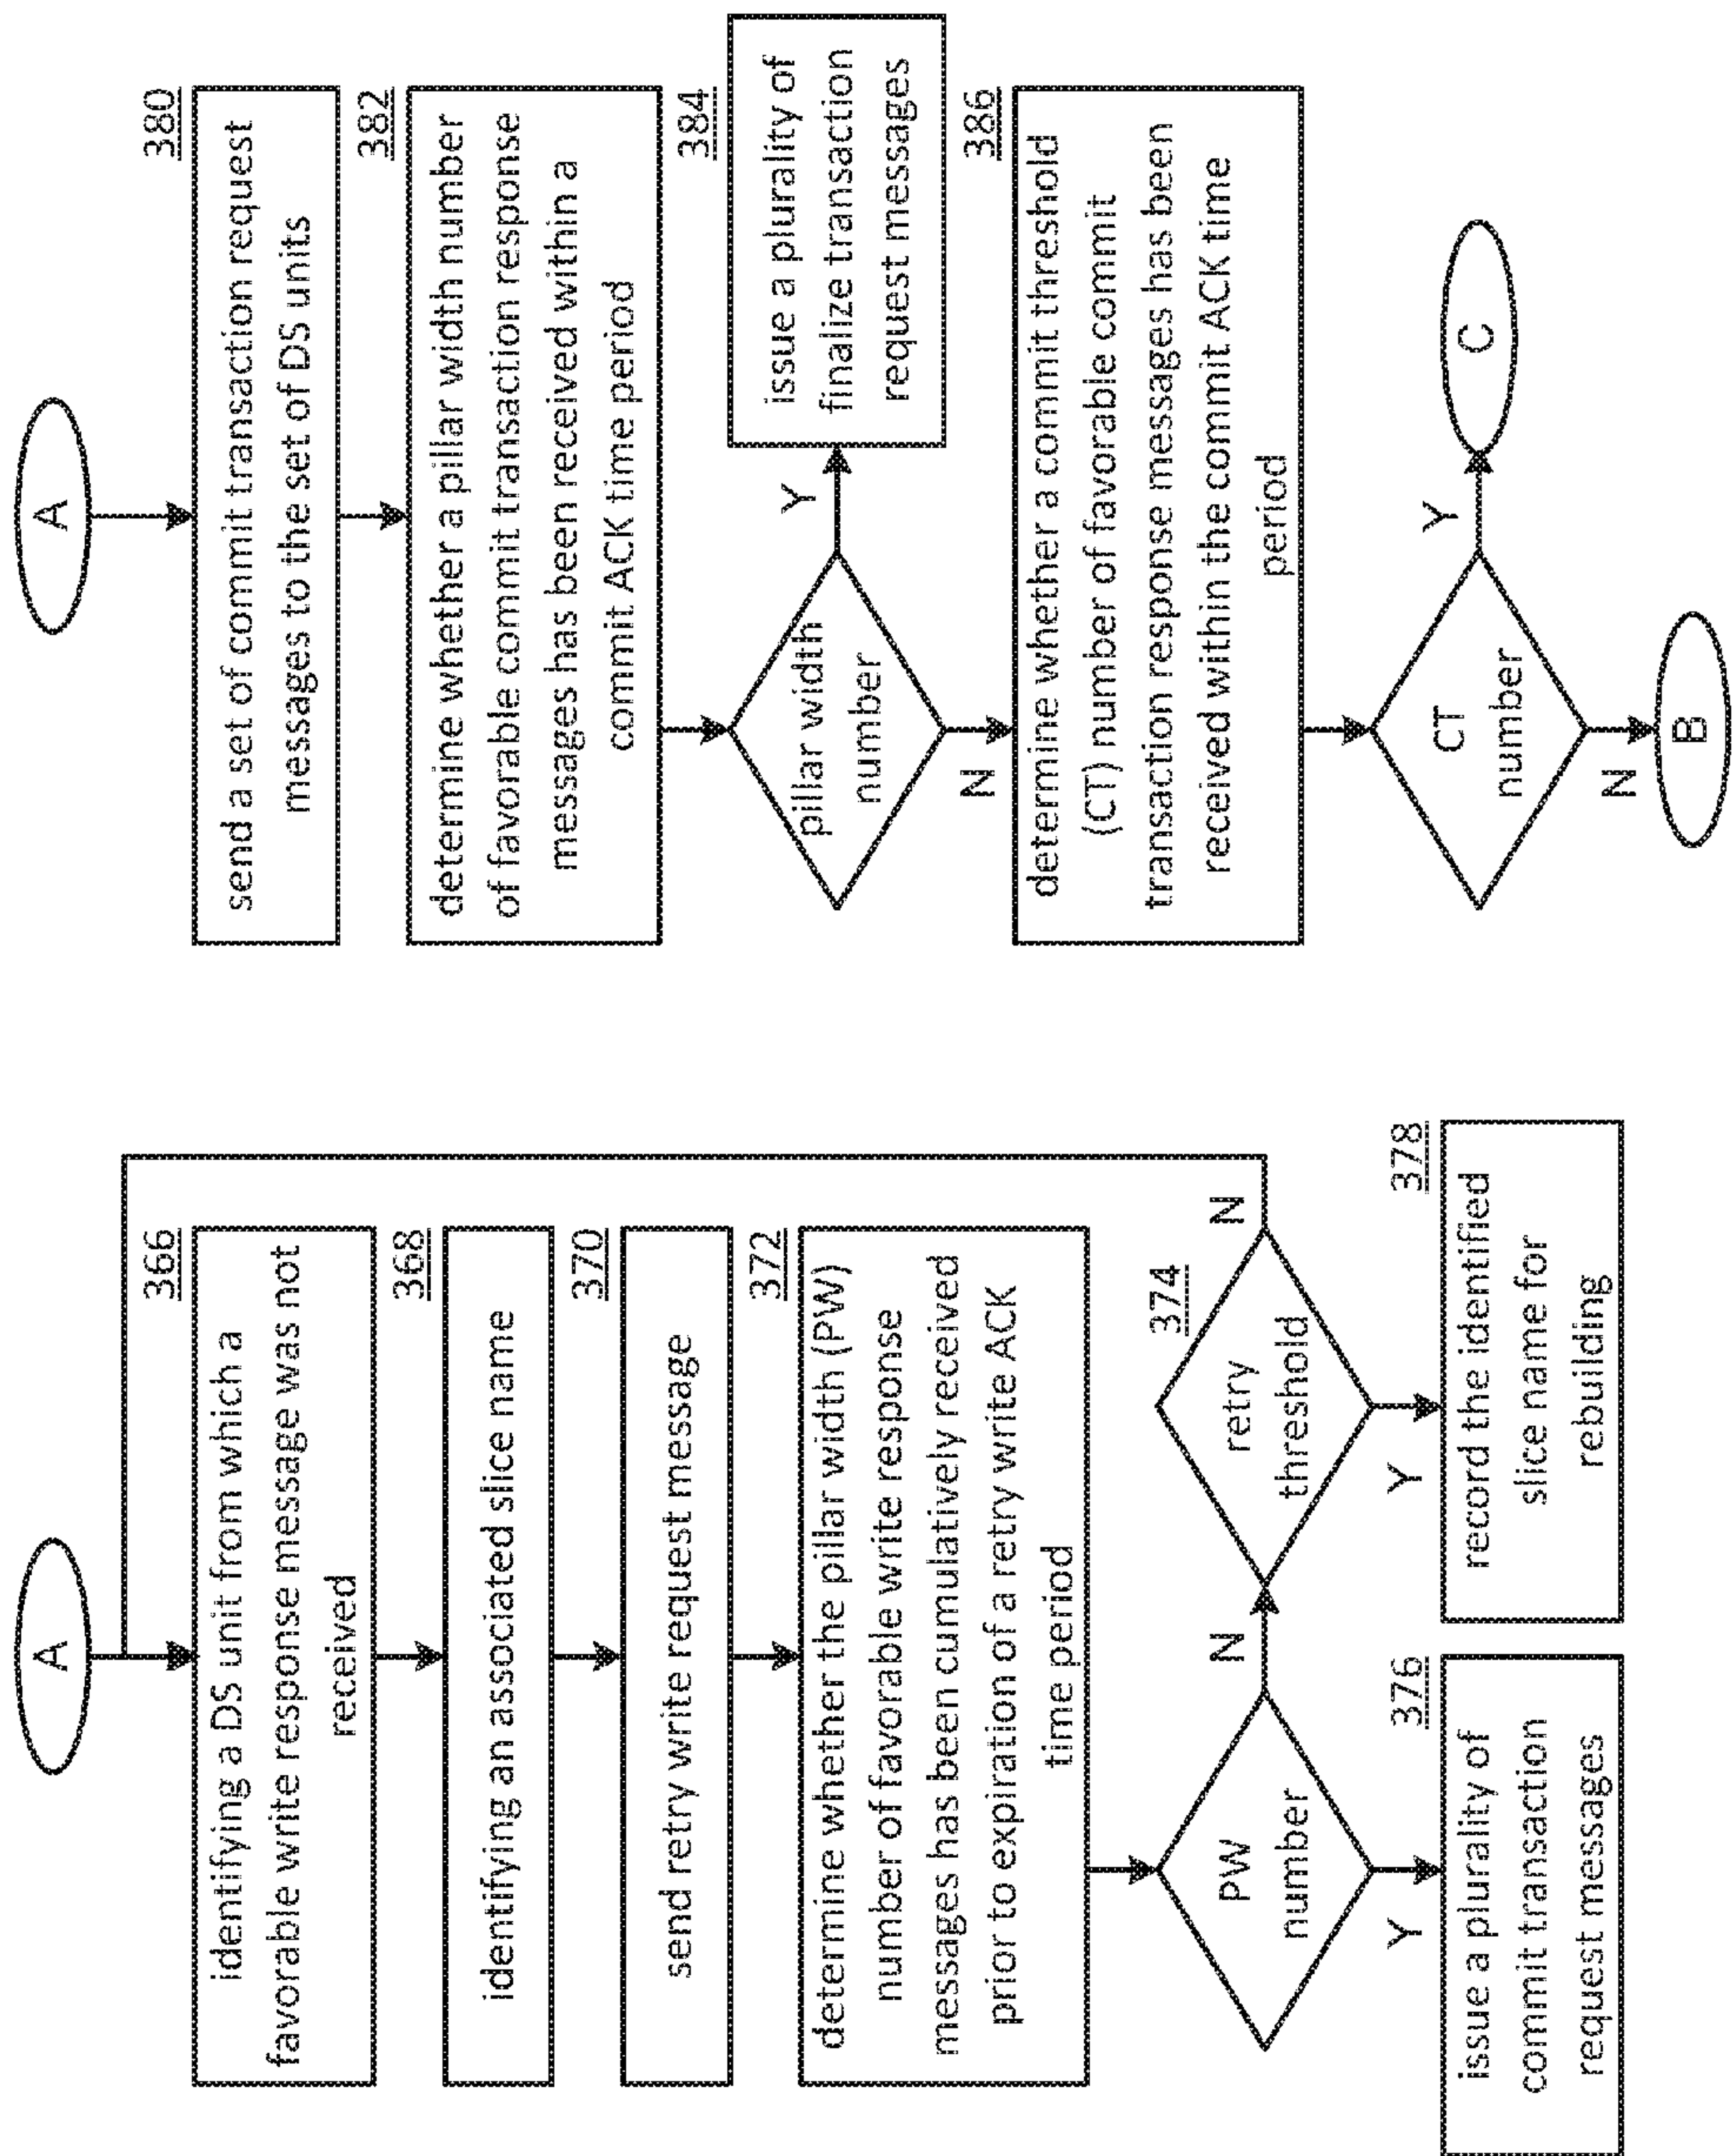 A
366
identifying a DS unit from which a
favorable write response message was not
received
368
identifying an associated slice name
370
send retry write request message
372
determine whether the pillar width (PW)
number of favorable write response
messages has been cumulatively received
prior to expiration of a retry write ACK
time period
PW
number
N
Y
374
retry
threshold
N
Y
376
issue a plurality of
commit transaction
request messages
378
record the identified
slice name for
rebuilding
A
380
send a set of commit transaction request
messages to the set of DS units
382
determine whether a pillar width number
of favorable commit transaction response
messages has been received within a
commit ACK time period
pillar width
number
Y
N
384
issue a plurality of
finalize transaction
request messages
386
determine whether a commit threshold
(CT) number of favorable commit
transaction response messages has been
received within the commit ACK time
period
CT
number
Y
C
N
B